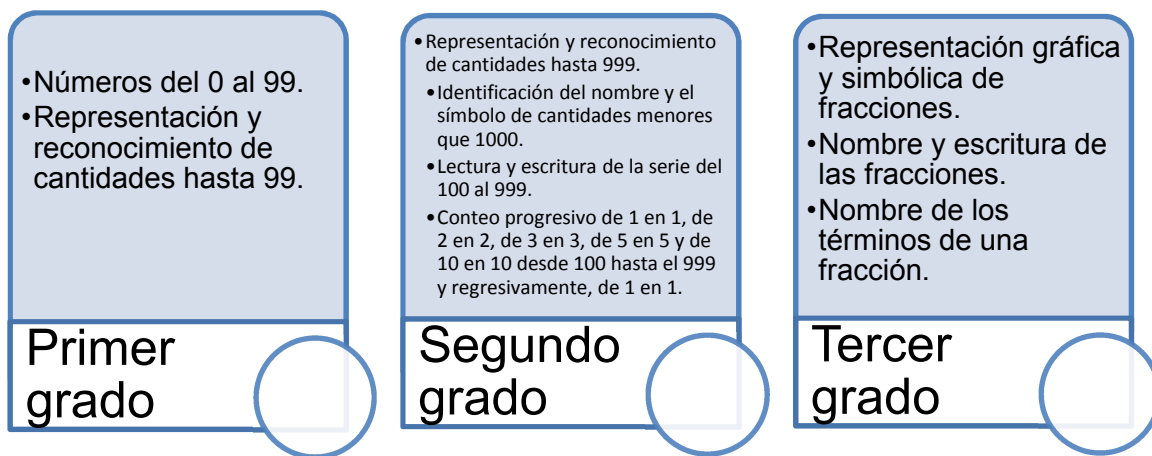 •Números del 0 al 99.
•Representación y
reconocimiento de
cantidades hasta 99.
Primer
grado
•Representación y reconocimiento
de cantidades hasta 999.
•Identificación del nombre y el
símbolo de cantidades menores
que 1000.
•Lectura y escritura de la serie del
100 al 999.
•Conteo progresivo de 1 en 1, de
2 en 2, de 3 en 3, de 5 en 5 y de
10 en 10 desde 100 hasta el 999
y regresivamente, de 1 en 1.
Segundo
grado
•Representación gráfica
y simbólica de
fracciones.
•Nombre y escritura de
las fracciones.
•Nombre de los
términos de una
fracción.
Tercer
grado